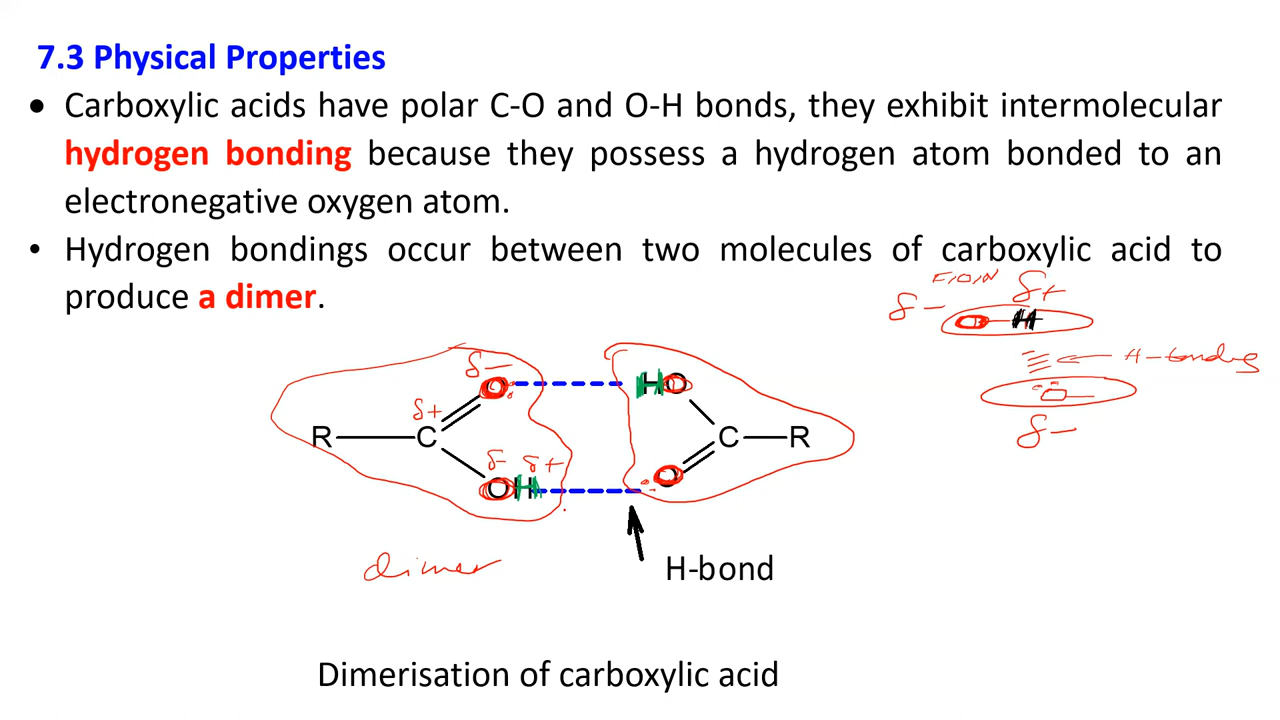 7.3 Physical Properties
• Carboxylic acids have polar C-O and O-H bonds, they exhibit intermolecular
hydrogen bonding because they possess a hydrogen atom bonded to an
electronegative oxygen atom.
• Hydrogen bondings occur between two molecules of carboxylic acid to
produce a dimer.
F,O,N
δ- δ+
O-H
H-bonding
O
δ-
δ-
O HO
δ+
R C C R
δ- δ+
OH O
dimer
H-bond
Dimerisation of carboxylic acid